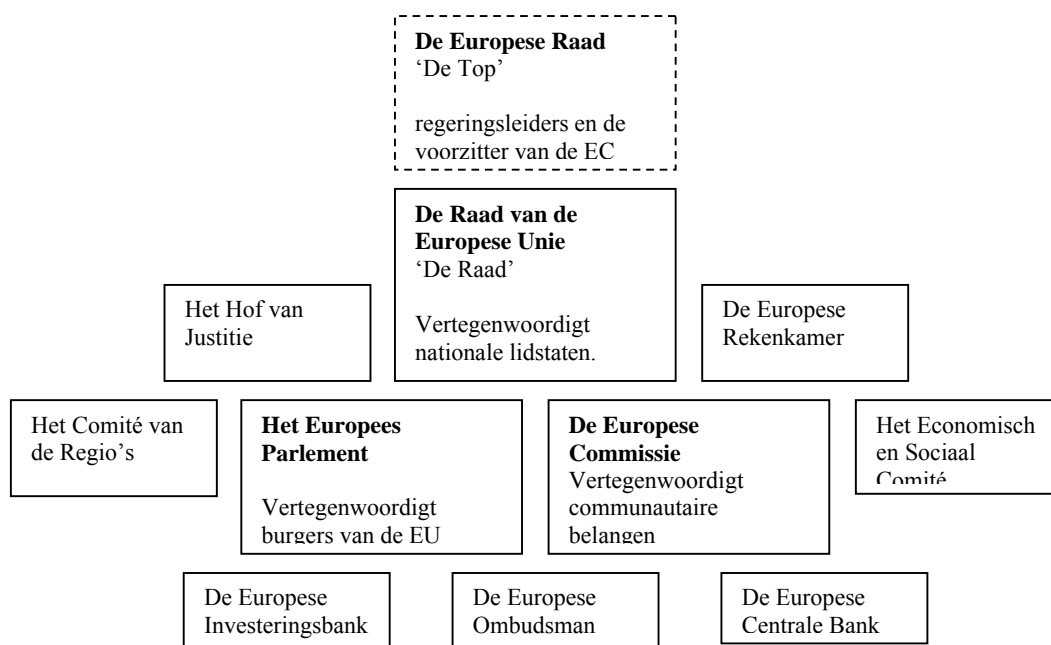 De Europese Raad
‘De Top’
regeringsleiders en de
voorzitter van de EC
De Raad van de
Europese Unie
‘De Raad’
Vertegenwoordigt
nationale lidstaten.
Het Hof van
Justitie
De Europese
Rekenkamer
Het Comité van
de Regio’s
Het Europees
Parlement
Vertegenwoordigt
burgers van de EU
De Europese
Commissie
Vertegenwoordigt
communautaire
belangen
Het Economisch
en Sociaal
Comité
De Europese
Investeringsbank
De Europese
Ombudsman
De Europese
Centrale Bank